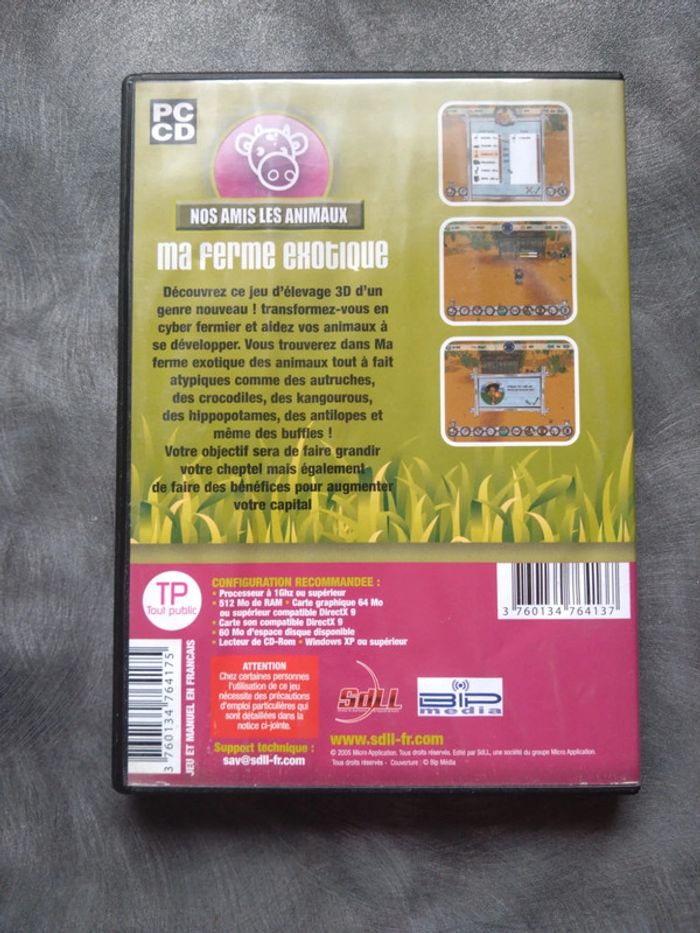 PC
CD
NOS AMIS LES ANIMAUX
ma ferme exotique
Découvrez ce jeu d'élevage 3D d'un
genre nouveau ! transformez-vous en
cyber fermier et aidez vos animaux à
se développer. Vous trouverez dans Ma
ferme exotique des animaux tout à fait
atypiques comme des autruches,
des crocodiles, des kangourous,
des hippopotames, des antilopes et
même des buffles !
Votre objectif sera de faire grandir
votre cheptel mais également
de faire des bénéfices pour augmenter
votre capital
TP
Tout public
CONFIGURATION RECOMMANDEE :
• Processeur à 1Ghz ou supérieur
• 512 Mo de RAM • Carte graphique 64 Mo
ou supérieur compatible DirectX 9
• Carte son compatible DirectX 9
• 60 Mo d'espace disque disponible
• Lecteur de CD-Rom • Windows XP ou supérieur
3 760134 764137
3 760134 764175
JEU ET MANUEL EN FRANCAIS
ATTENTION
Chez certaines personnes
l'utilisation de ce jeu
nécessite des précautions
d'emploi particulières qui
sont détaillées dans la
notice ci-jointe.
Support technique :
sav@sdll-fr.com
SdLL
BIP
media
www.sdll-fr.com
© 2005 Micro Application. Tous droits réservés. Edité par SdLL, une société du groupe Micro Application.
Tous droits réservés - Couverture : © Bip Média